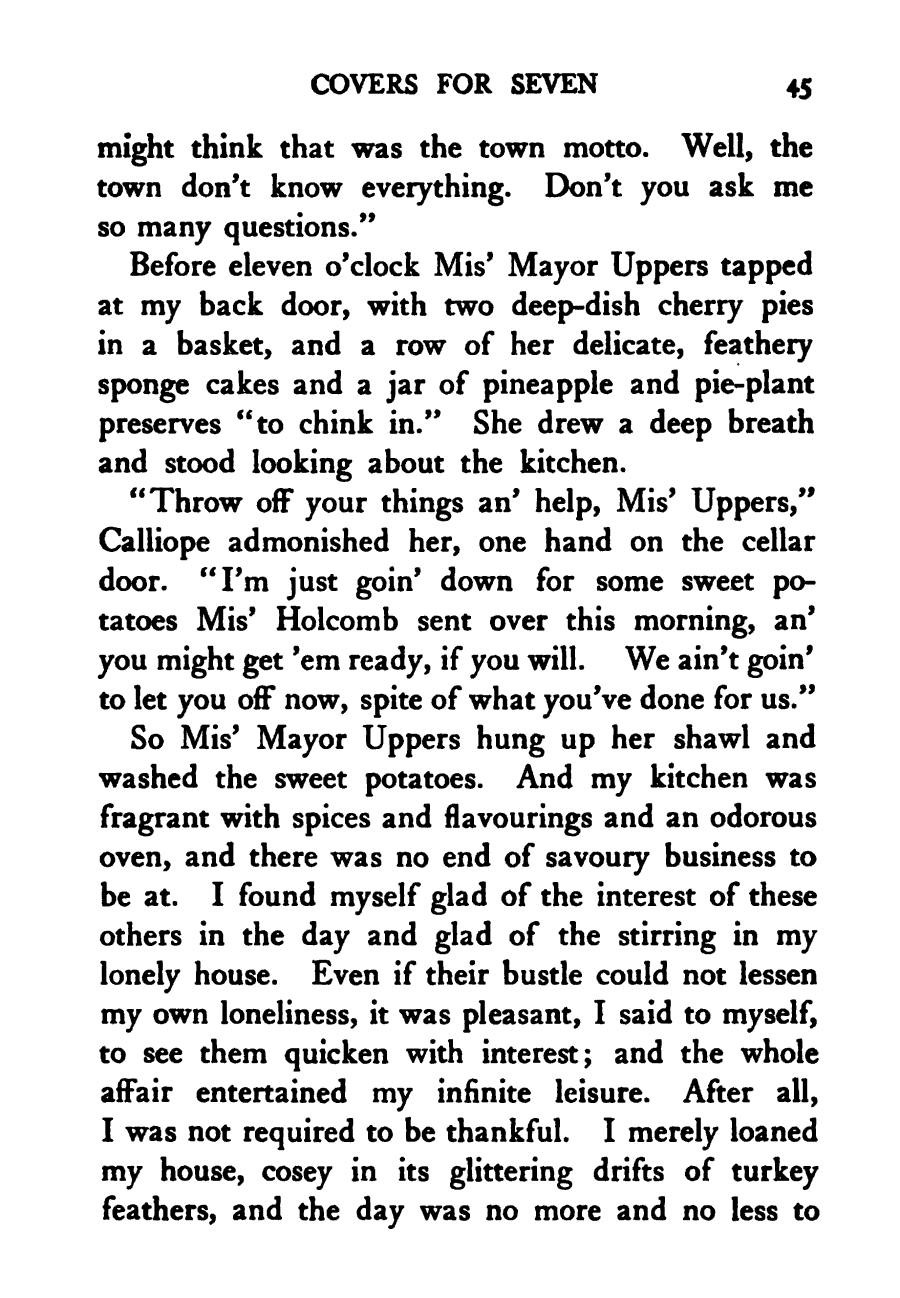 COVERS FOR SEVEN 45
might think that was the town motto. Well, the
town don't know everything. Don't you ask me
so many questions."
Before eleven o'clock Mis' Mayor Uppers tapped
at my back door, with two deep-dish cherry pies
in a basket, and a row of her delicate, feathery
sponge cakes and a jar of pineapple and pie-plant
preserves "to chink in." She drew a deep breath
and stood looking about the kitchen.
"Throw off your things an' help, Mis' Uppers,"
Calliope admonished her, one hand on the cellar
door. "I'm just goin' down for some sweet po-
tatoes Mis' Holcomb sent over this morning, an'
you might get 'em ready, if you will. We ain't goin'
to let you off now, spite of what you've done for us."
So Mis' Mayor Uppers hung up her shawl and
washed the sweet potatoes. And my kitchen was
fragrant with spices and flavourings and an odorous
oven, and there was no end of savoury business to
be at. I found myself glad of the interest of these
others in the day and glad of the stirring in my
lonely house. Even if their bustle could not lessen
my own loneliness, it was pleasant, I said to myself,
to see them quicken with interest; and the whole
affair entertained my infinite leisure. After all,
I was not required to be thankful. I merely loaned
my house, cosey in its glittering drifts of turkey
feathers, and the day was no more and no less to